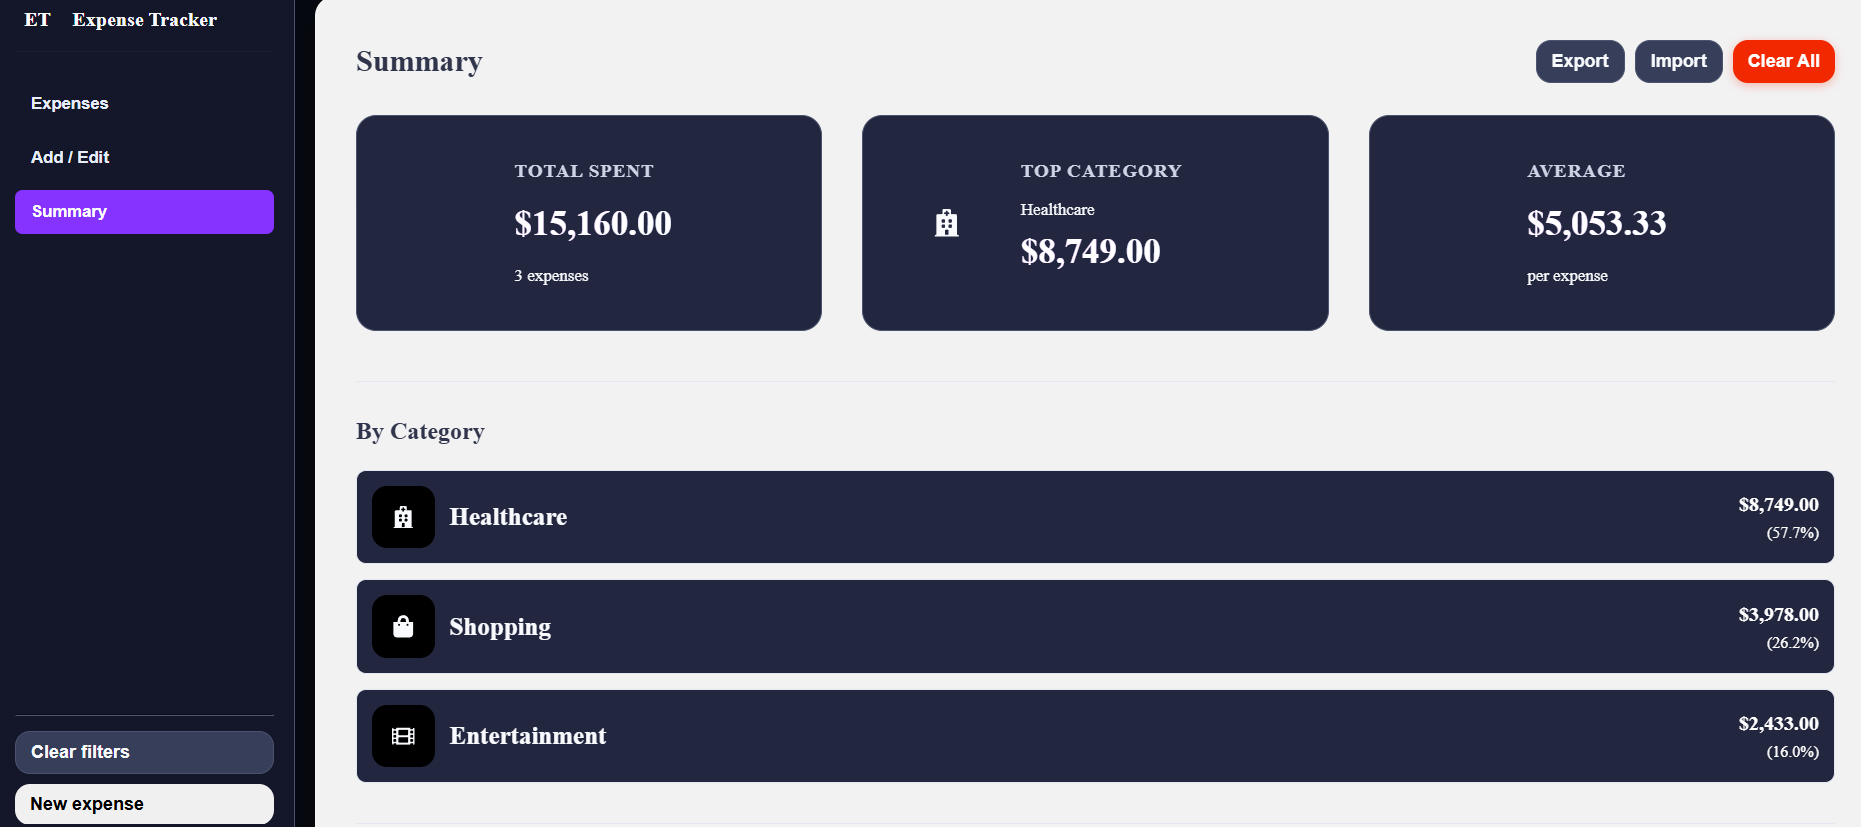 ET Expense Tracker
Expenses
Add / Edit
Summary
Clear filters
New expense
Summary
Export Import Clear All
TOTAL SPENT
$15,160.00
3 expenses
TOP CATEGORY
Healthcare
$8,749.00
AVERAGE
$5,053.33
per expense
By Category
Healthcare
$8,749.00
(57.7%)
Shopping
$3,978.00
(26.2%)
Entertainment
$2,433.00
(16.0%)